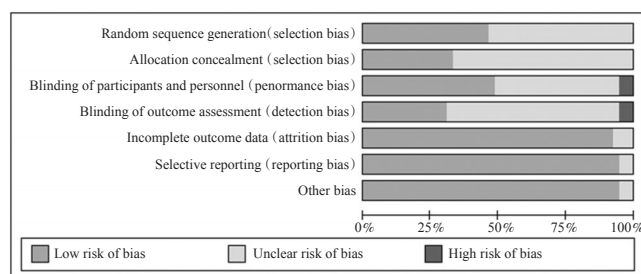 Random sequence generation(selection bias)
Allocation concealment (selection bias)
Blinding of participants and personnel (penormance bias)
Blinding of outcome assessment (detection bias)
Incomplete outcome data (attrition bias)
Selective reporting (reporting bias)
Other bias
0% 25% 50% 75% 100%
Low risk of bias Unclear risk of bias High risk of bias